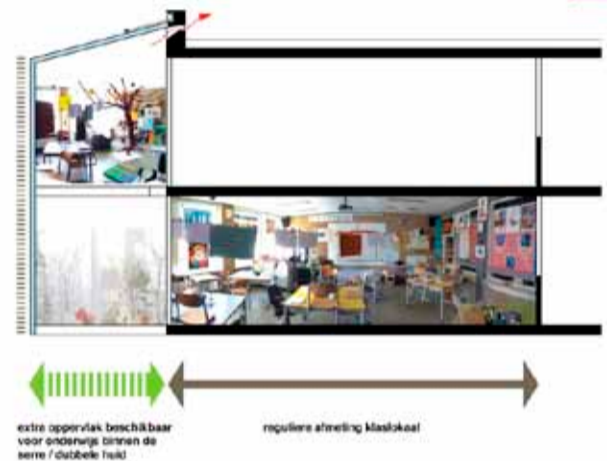 extra oppervlak beschikbaar
voor onderwijs binnen de
serre / dubbele huid
reguliere afmeting klaslokaal